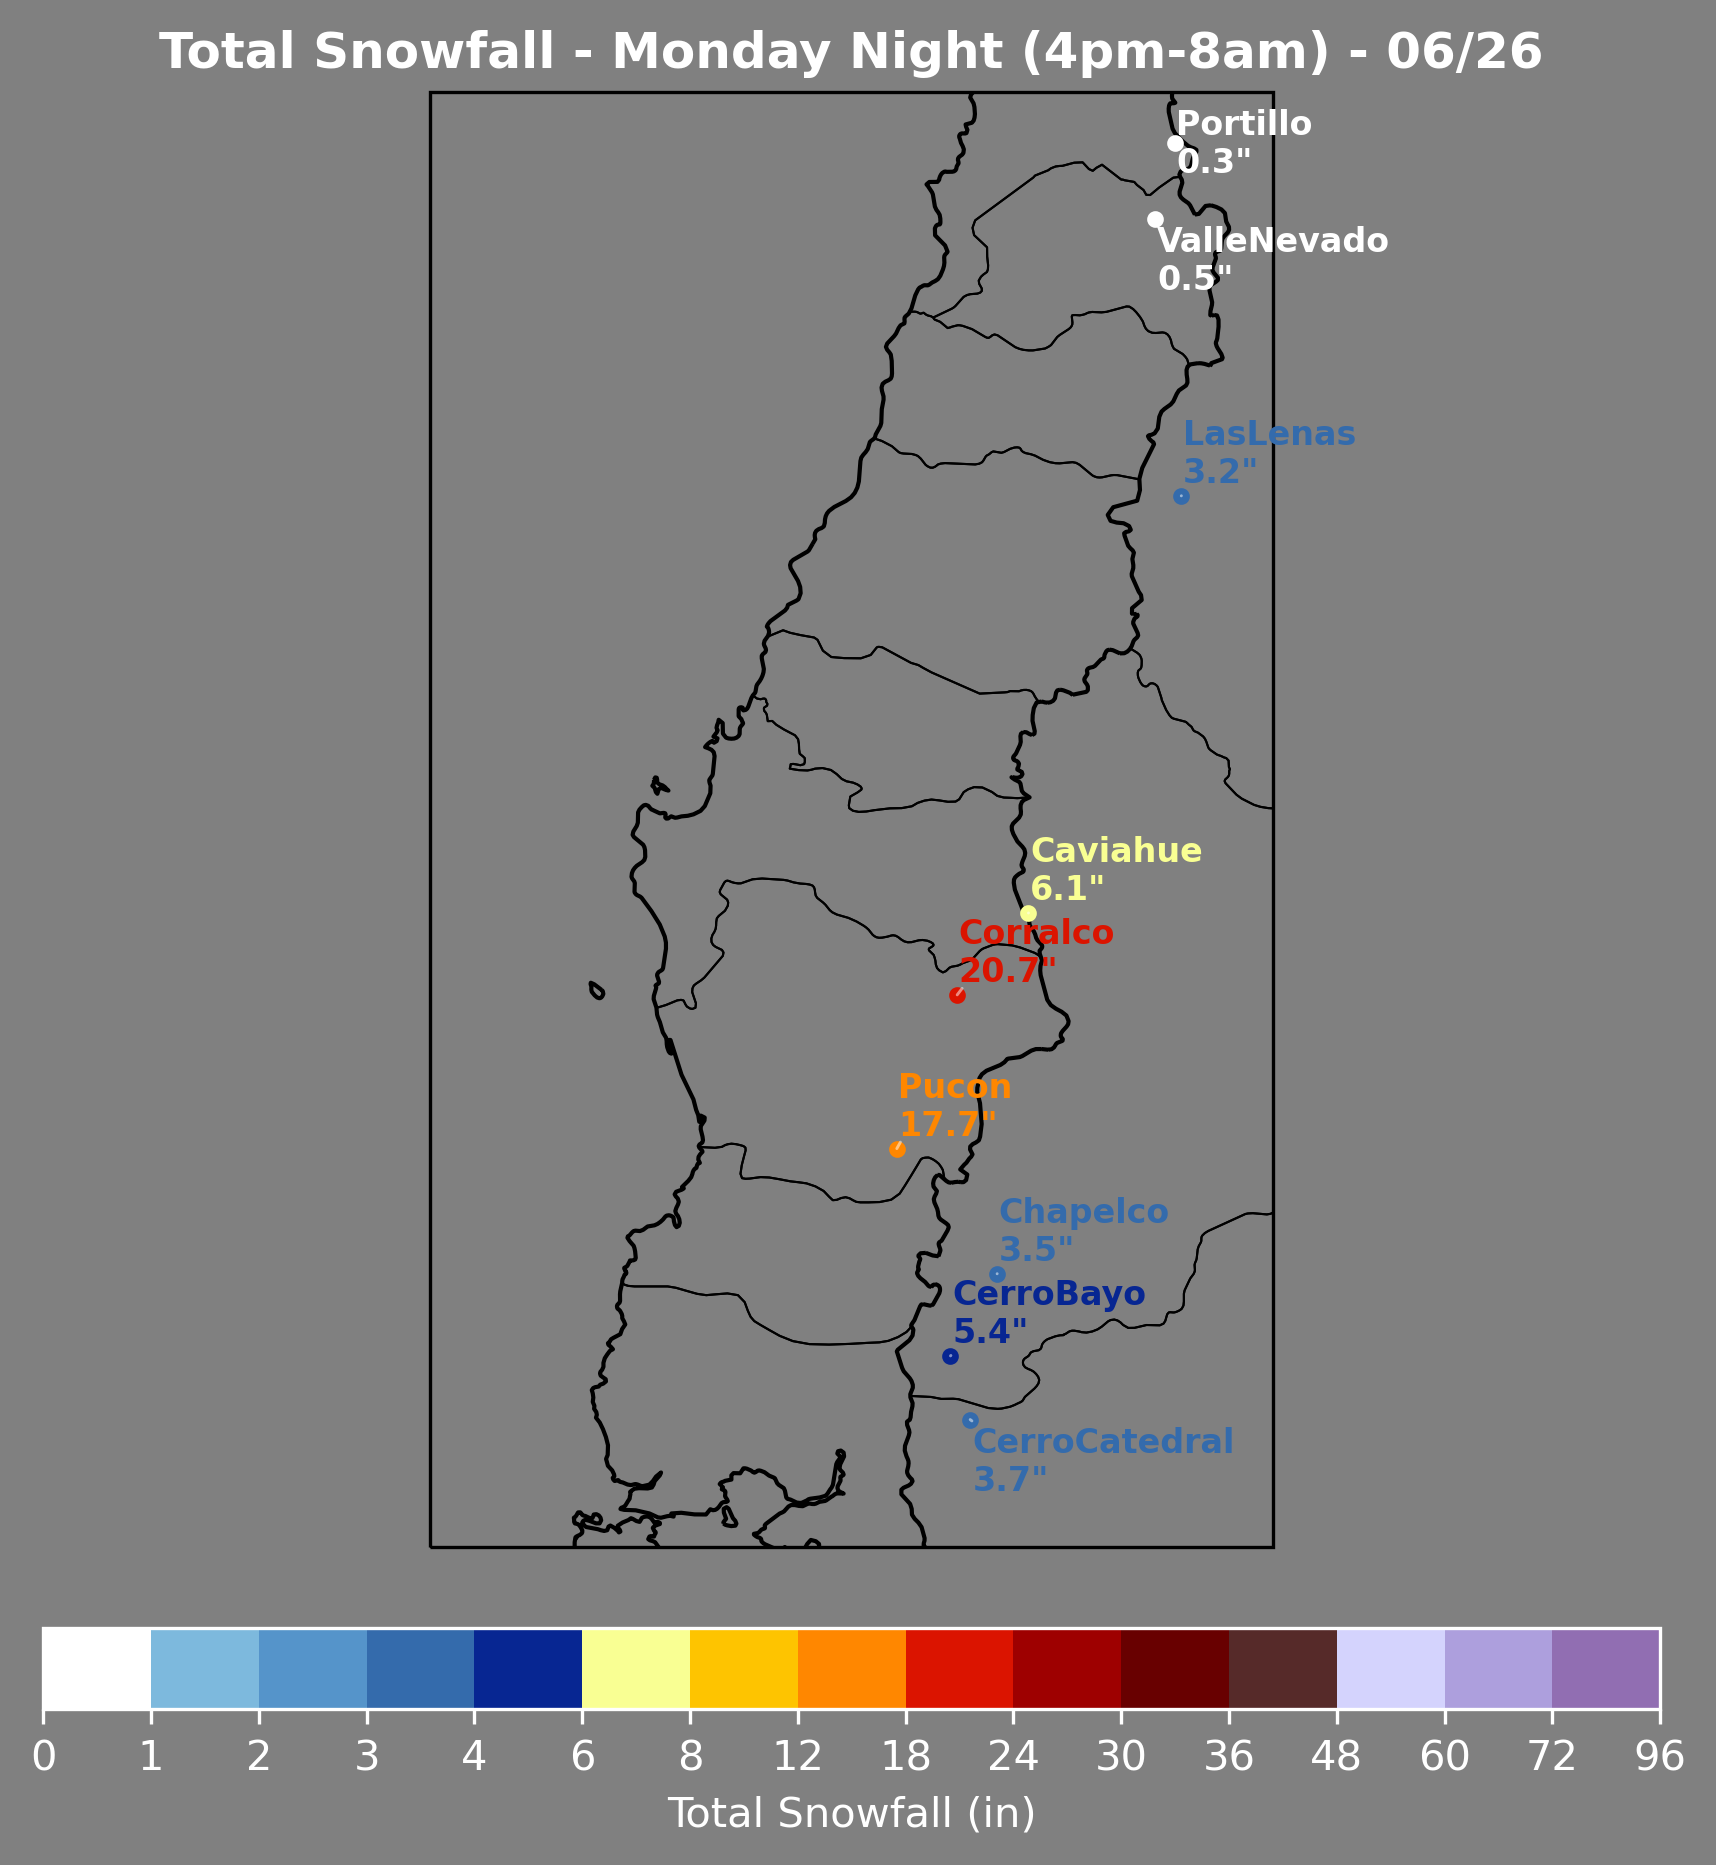 Total Snowfall - Monday Night (4pm-8am) - 06/26
Portillo
0.3"
ValleNevado
0.5"
LasLenas
3.2"
Caviahue
6.1"
Corralco
20.7"
Pucon
17.7"
Chapelco
3.5"
CerroBayo
5.4"
CerroCatedral
3.7"
0 1 2 3 4 6 8 12 18 24 30 36 48 60 72 96
Total Snowfall (in)